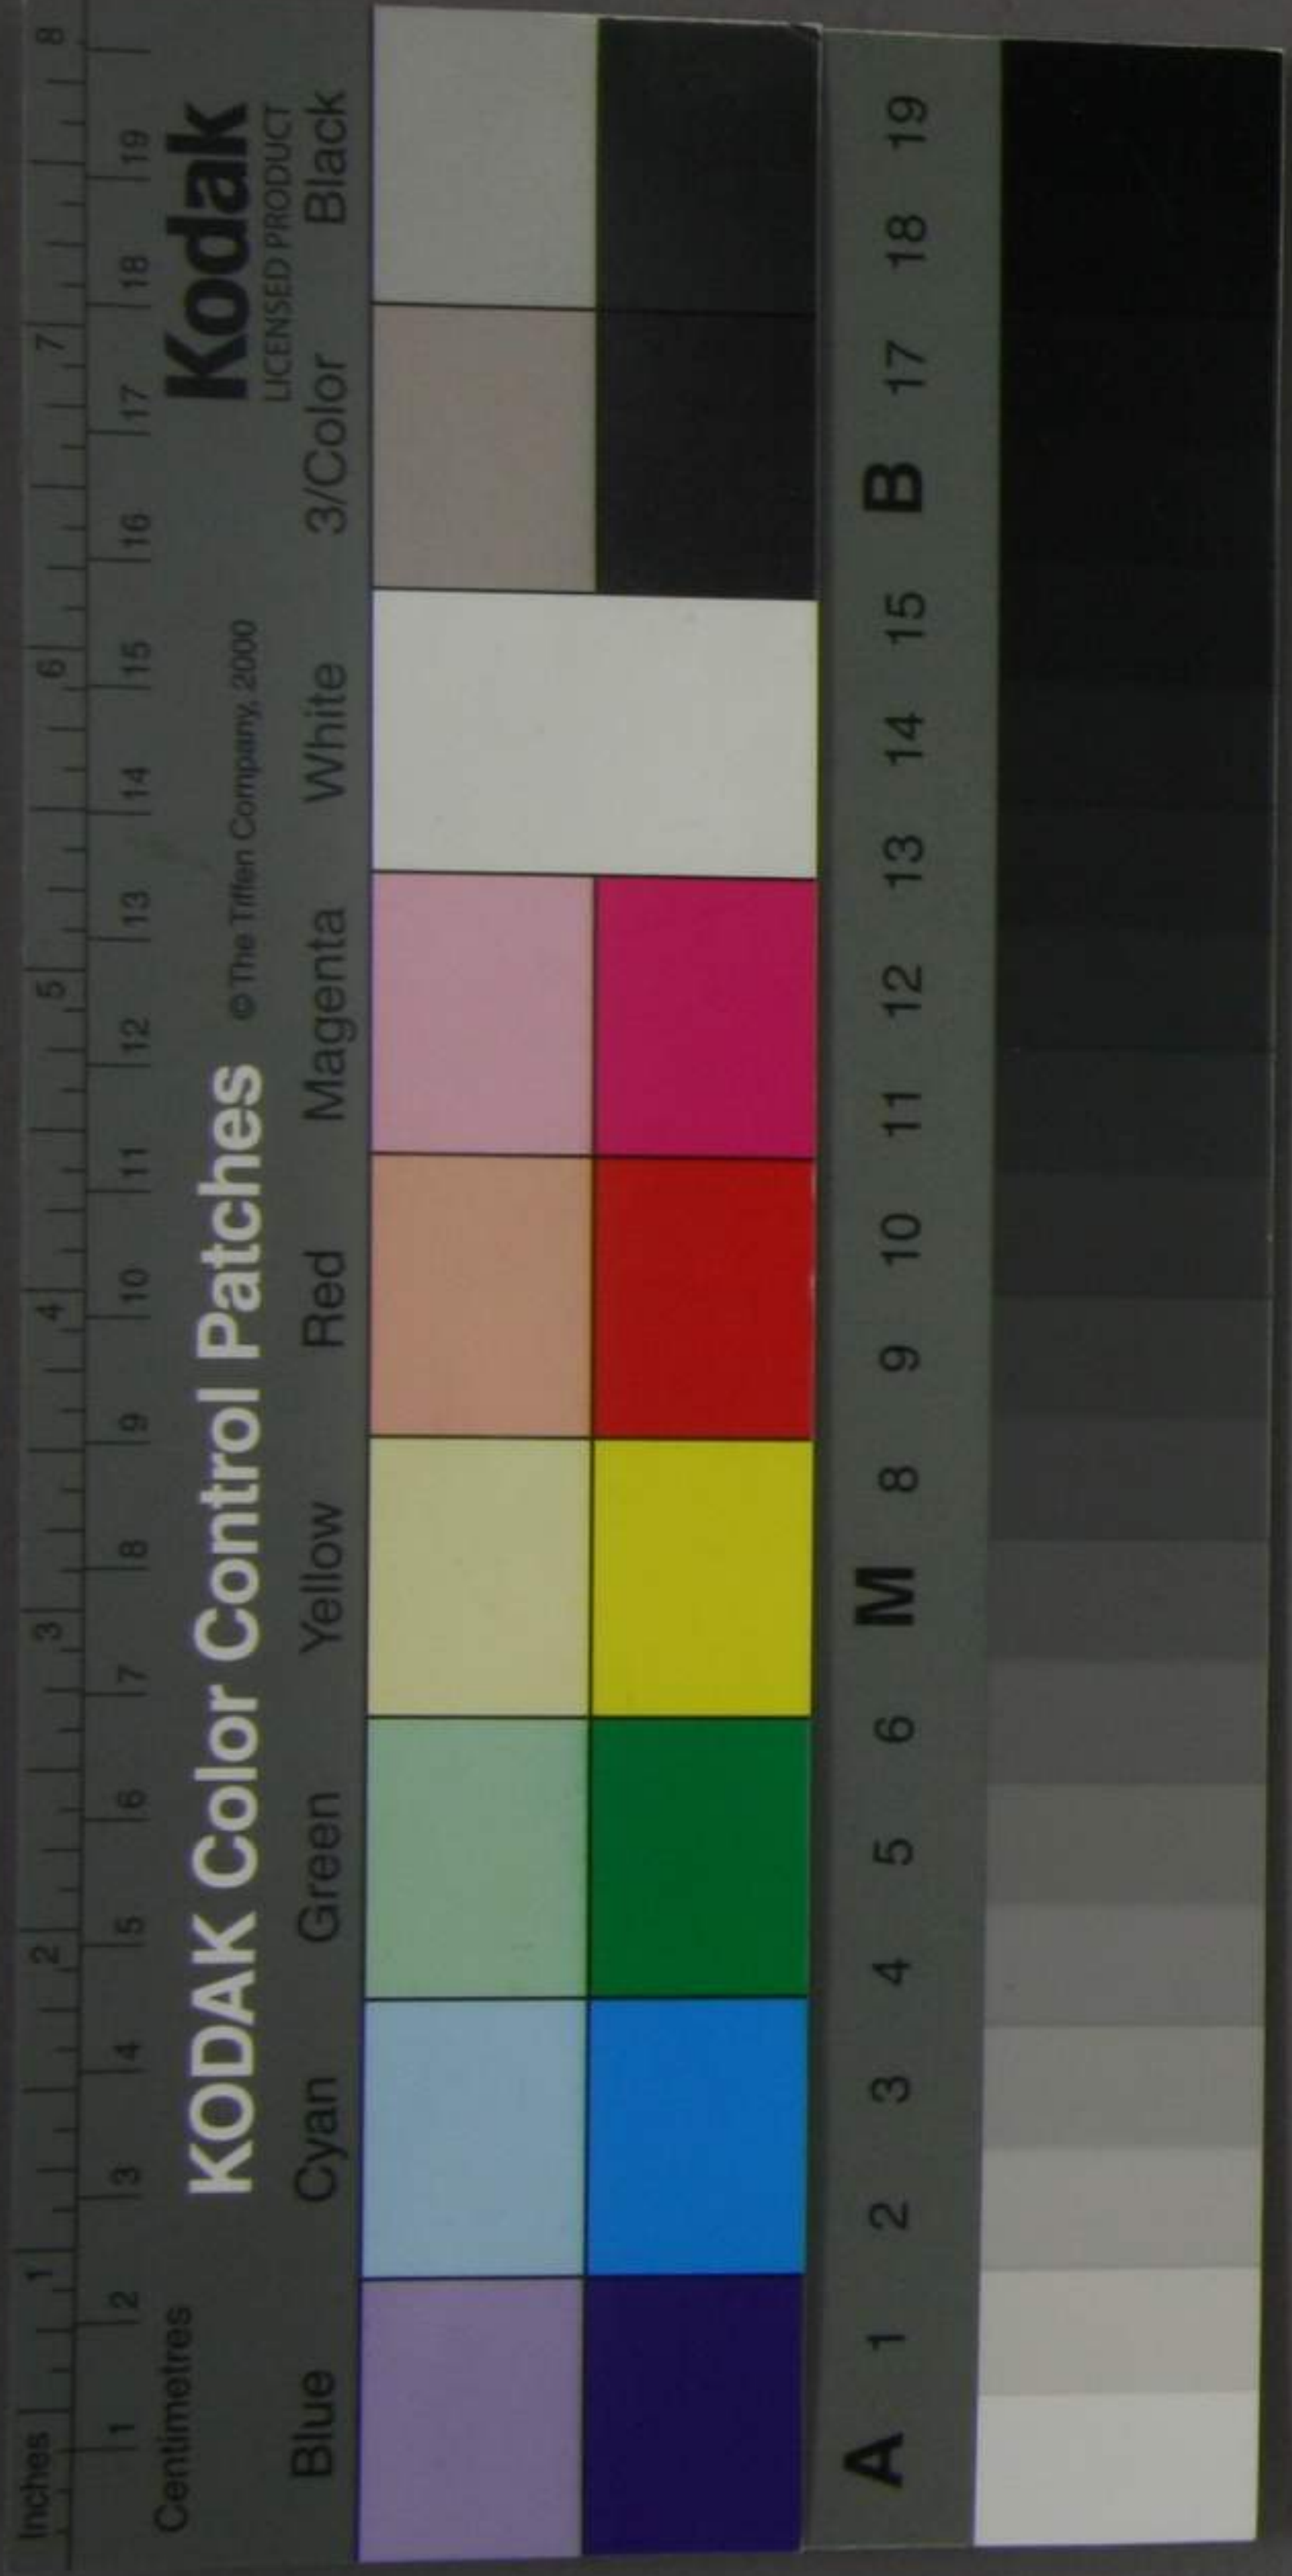 Inches 1 2 3 4 5 6 7 8
1 2 3 4 5 6 7 8 9 10 11 12 13 14 15 16 17 18 19
Centimetres
KODAK Color Control Patches © The Tiffen Company, 2000 Kodak
LICENSED PRODUCT
Blue Cyan Green Yellow Red Magenta White 3/Color Black
A 1 2 3 4 5 6 M 8 9 10 11 12 13 14 15 B 17 18 19